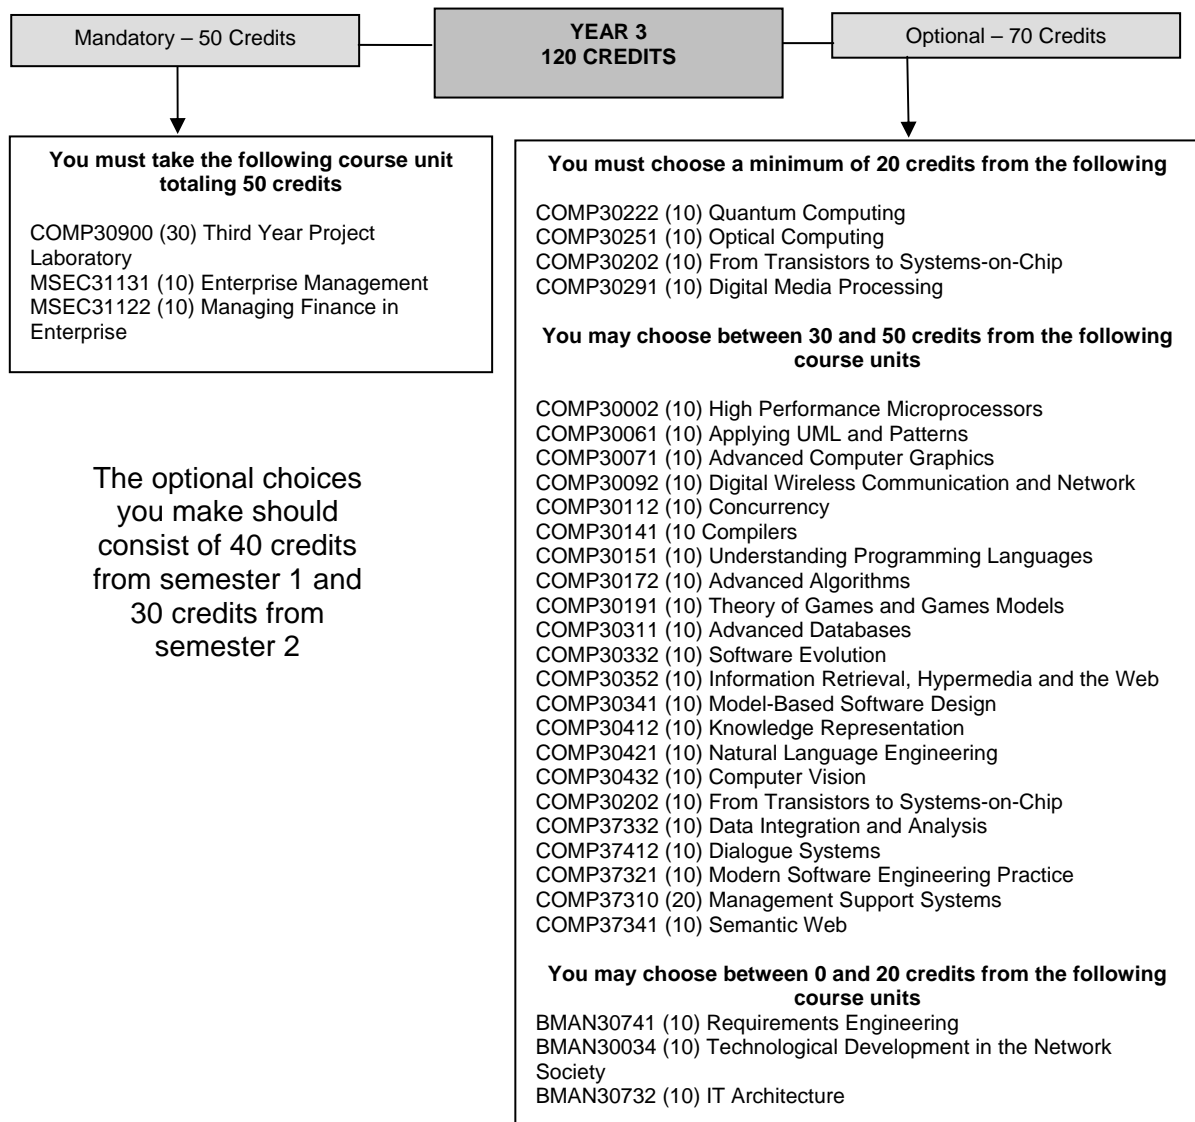 Mandatory – 50 Credits
YEAR 3
120 CREDITS
Optional – 70 Credits
You must take the following course unit
totaling 50 credits
COMP30900 (30) Third Year Project
Laboratory
MSEC31131 (10) Enterprise Management
MSEC31122 (10) Managing Finance in
Enterprise
The optional choices
you make should
consist of 40 credits
from semester 1 and
30 credits from
semester 2
You must choose a minimum of 20 credits from the following
COMP30222 (10) Quantum Computing
COMP30251 (10) Optical Computing
COMP30202 (10) From Transistors to Systems-on-Chip
COMP30291 (10) Digital Media Processing
You may choose between 30 and 50 credits from the following
course units
COMP30002 (10) High Performance Microprocessors
COMP30061 (10) Applying UML and Patterns
COMP30071 (10) Advanced Computer Graphics
COMP30092 (10) Digital Wireless Communication and Network
COMP30112 (10) Concurrency
COMP30141 (10 Compilers
COMP30151 (10) Understanding Programming Languages
COMP30172 (10) Advanced Algorithms
COMP30191 (10) Theory of Games and Games Models
COMP30311 (10) Advanced Databases
COMP30332 (10) Software Evolution
COMP30352 (10) Information Retrieval, Hypermedia and the Web
COMP30341 (10) Model-Based Software Design
COMP30412 (10) Knowledge Representation
COMP30421 (10) Natural Language Engineering
COMP30432 (10) Computer Vision
COMP30202 (10) From Transistors to Systems-on-Chip
COMP37332 (10) Data Integration and Analysis
COMP37412 (10) Dialogue Systems
COMP37321 (10) Modern Software Engineering Practice
COMP37310 (20) Management Support Systems
COMP37341 (10) Semantic Web
You may choose between 0 and 20 credits from the following
course units
BMAN30741 (10) Requirements Engineering
BMAN30034 (10) Technological Development in the Network
Society
BMAN30732 (10) IT Architecture